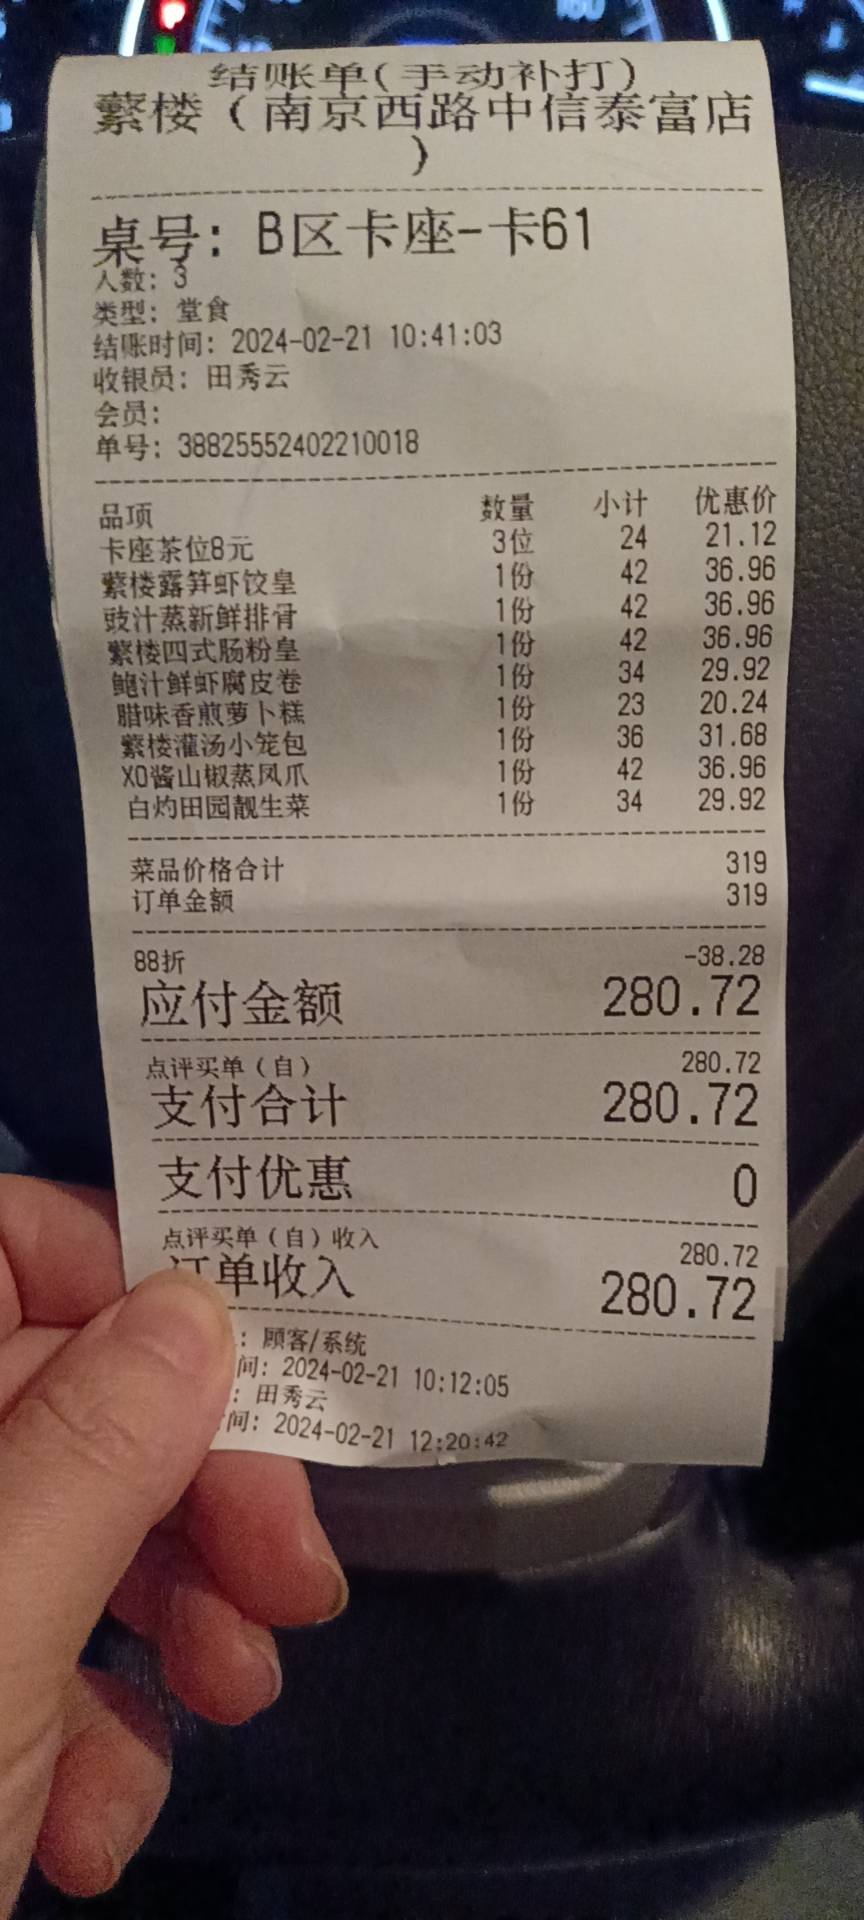 结账单(手动补打)
蘩楼（南京西路中信泰富店
）
桌号: B区卡座-卡61
人数: 3
类型: 堂食
结账时间: 2024-02-21 10:41:03
收银员: 田秀云
会员:
单号: 38825552402210018
品项 数量 小计 优惠价
卡座茶位8元 3位 24 21.12
蘩楼露笋虾饺皇 1份 42 36.96
豉汁蒸新鲜排骨 1份 42 36.96
蘩楼四式肠粉皇 1份 42 36.96
鲍汁鲜虾腐皮卷 1份 34 29.92
腊味香煎萝卜糕 1份 23 20.24
蘩楼灌汤小笼包 1份 36 31.68
XO酱山椒蒸凤爪 1份 42 36.96
白灼田园靓生菜 1份 34 29.92
菜品价格合计 319
订单金额 319
88折 -38.28
应付金额 280.72
点评买单(自) 280.72
支付合计 280.72
支付优惠 0
点评买单(自)收入 280.72
订单收入 280.72
: 顾客/系统
间: 2024-02-21 10:12:05
: 田秀云
间: 2024-02-21 12:20:42